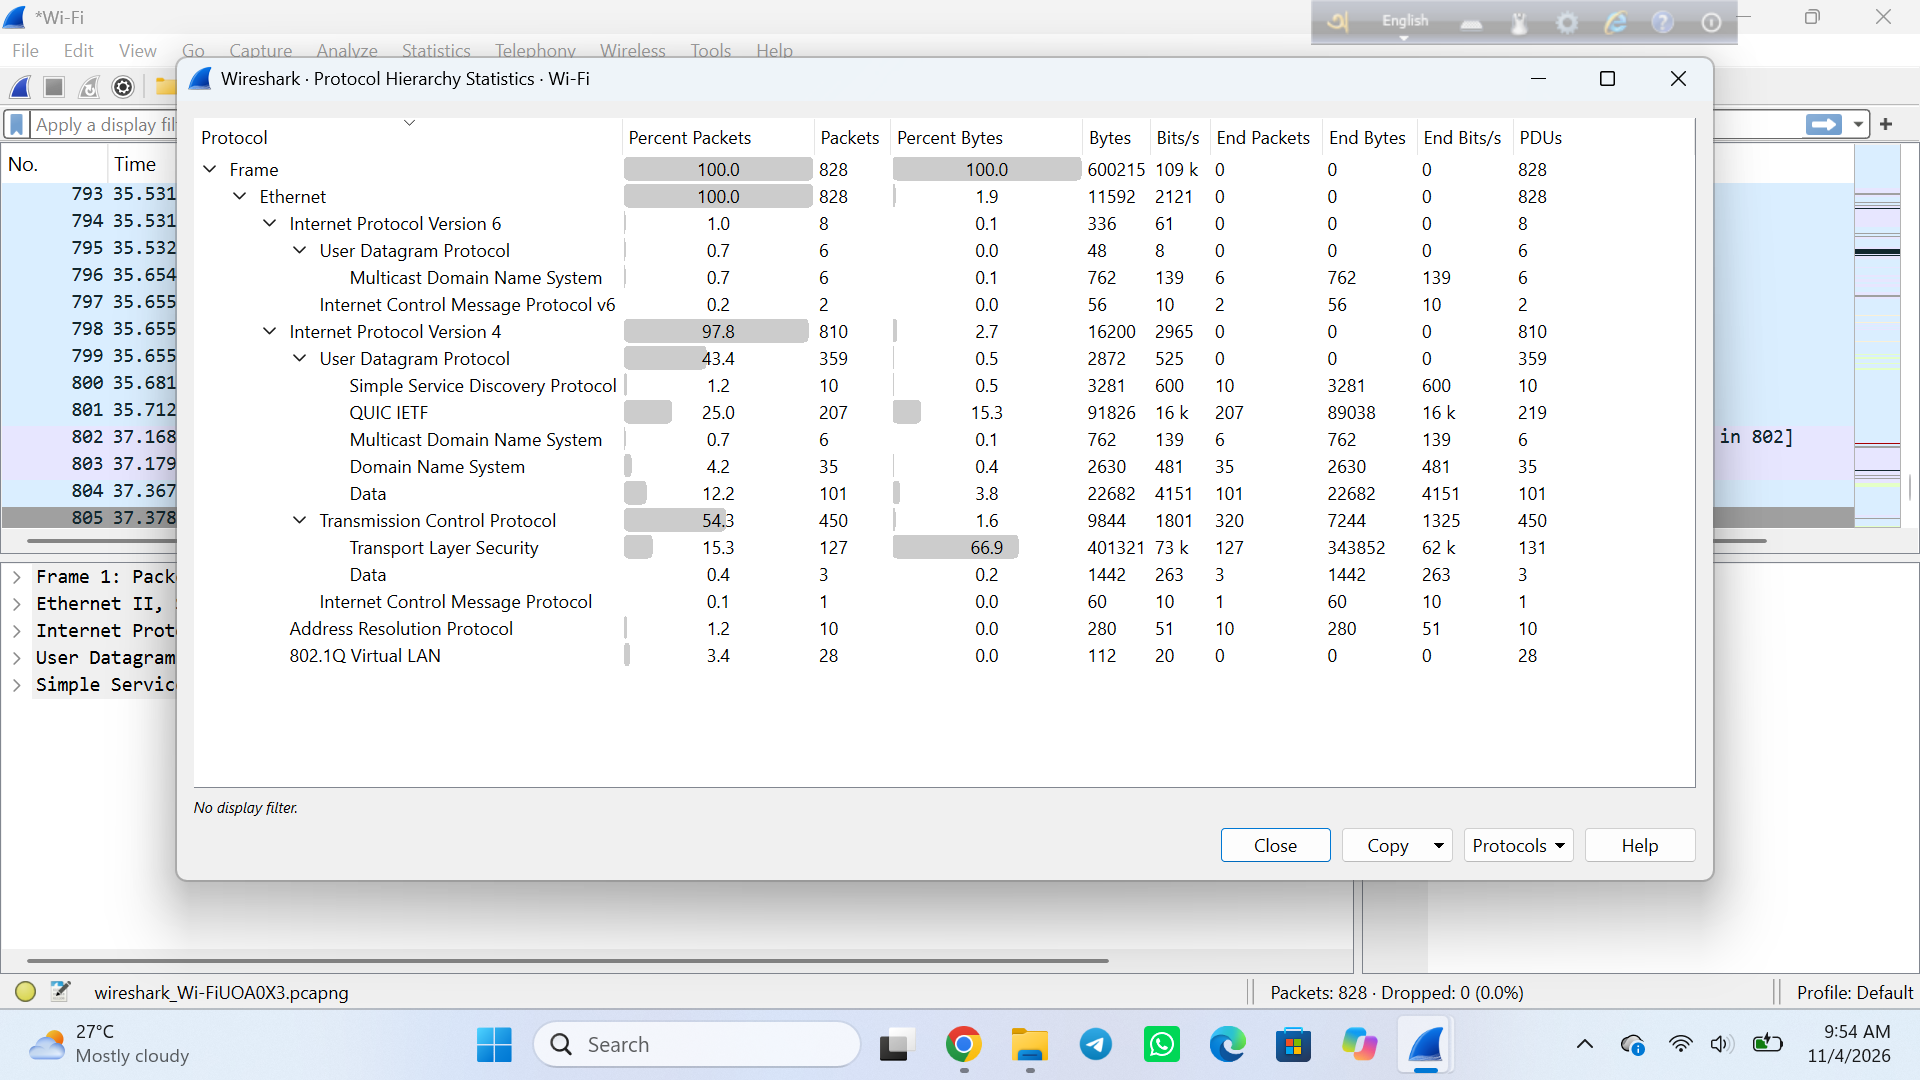 *Wi-Fi
English
File Edit View Go Capture Analyze Statistics Telephony Wireless Tools Help
Wireshark · Protocol Hierarchy Statistics · Wi-Fi
Apply a display fil
No. Time
793 35.531
794 35.531
795 35.532
796 35.654
797 35.655
798 35.655
799 35.655
800 35.681
801 35.712
802 37.168
803 37.179
804 37.367
805 37.378
in 802]
Protocol Percent Packets Packets Percent Bytes Bytes Bits/s End Packets End Bytes End Bits/s PDUs
Frame 100.0 828 100.0 600215 109 k 0 0 0 828
Ethernet 100.0 828 1.9 11592 2121 0 0 0 828
Internet Protocol Version 6 1.0 8 0.1 336 61 0 0 0 8
User Datagram Protocol 0.7 6 0.0 48 8 0 0 0 6
Multicast Domain Name System 0.7 6 0.1 762 139 6 762 139 6
Internet Control Message Protocol v6 0.2 2 0.0 56 10 2 56 10 2
Internet Protocol Version 4 97.8 810 2.7 16200 2965 0 0 0 810
User Datagram Protocol 43.4 359 0.5 2872 525 0 0 0 359
Simple Service Discovery Protocol 1.2 10 0.5 3281 600 10 3281 600 10
QUIC IETF 25.0 207 15.3 91826 16 k 207 89038 16 k 219
Multicast Domain Name System 0.7 6 0.1 762 139 6 762 139 6
Domain Name System 4.2 35 0.4 2630 481 35 2630 481 35
Data 12.2 101 3.8 22682 4151 101 22682 4151 101
Transmission Control Protocol 54.3 450 1.6 9844 1801 320 7244 1325 450
Transport Layer Security 15.3 127 66.9 401321 73 k 127 343852 62 k 131
Data 0.4 3 0.2 1442 263 3 1442 263 3
Internet Control Message Protocol 0.1 1 0.0 60 10 1 60 10 1
Address Resolution Protocol 1.2 10 0.0 280 51 10 280 51 10
802.1Q Virtual LAN 3.4 28 0.0 112 20 0 0 0 28
No display filter.
Close Copy Protocols Help
Frame 1: Pack
Ethernet II,
Internet Prot
User Datagram
Simple Servic
wireshark_Wi-FiUOA0X3.pcapng
Packets: 828 · Dropped: 0 (0.0%)
Profile: Default
27°C
Mostly cloudy
Search
9:54 AM
11/4/2026